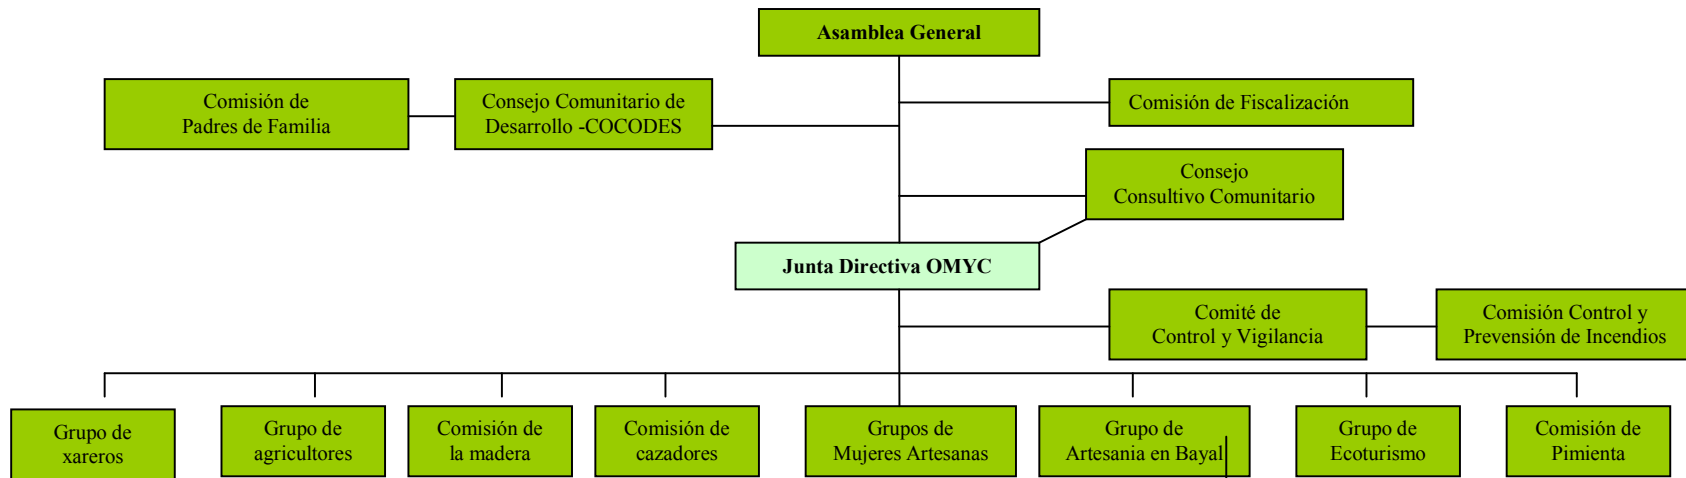 Asamblea General
Comisión de
Padres de Familia
Consejo Comunitario de
Desarrollo -COCODES
Comisión de Fiscalización
Consejo
Consultivo Comunitario
Junta Directiva OMYC
Comité de
Control y Vigilancia
Comisión Control y
Prevensión de Incendios
Grupo de
xareros
Grupo de
agricultores
Comisión de
la madera
Comisión de
cazadores
Grupos de
Mujeres Artesanas
Grupo de
Artesania en Bayal
Grupo de
Ecoturismo
Comisión de
Pimienta